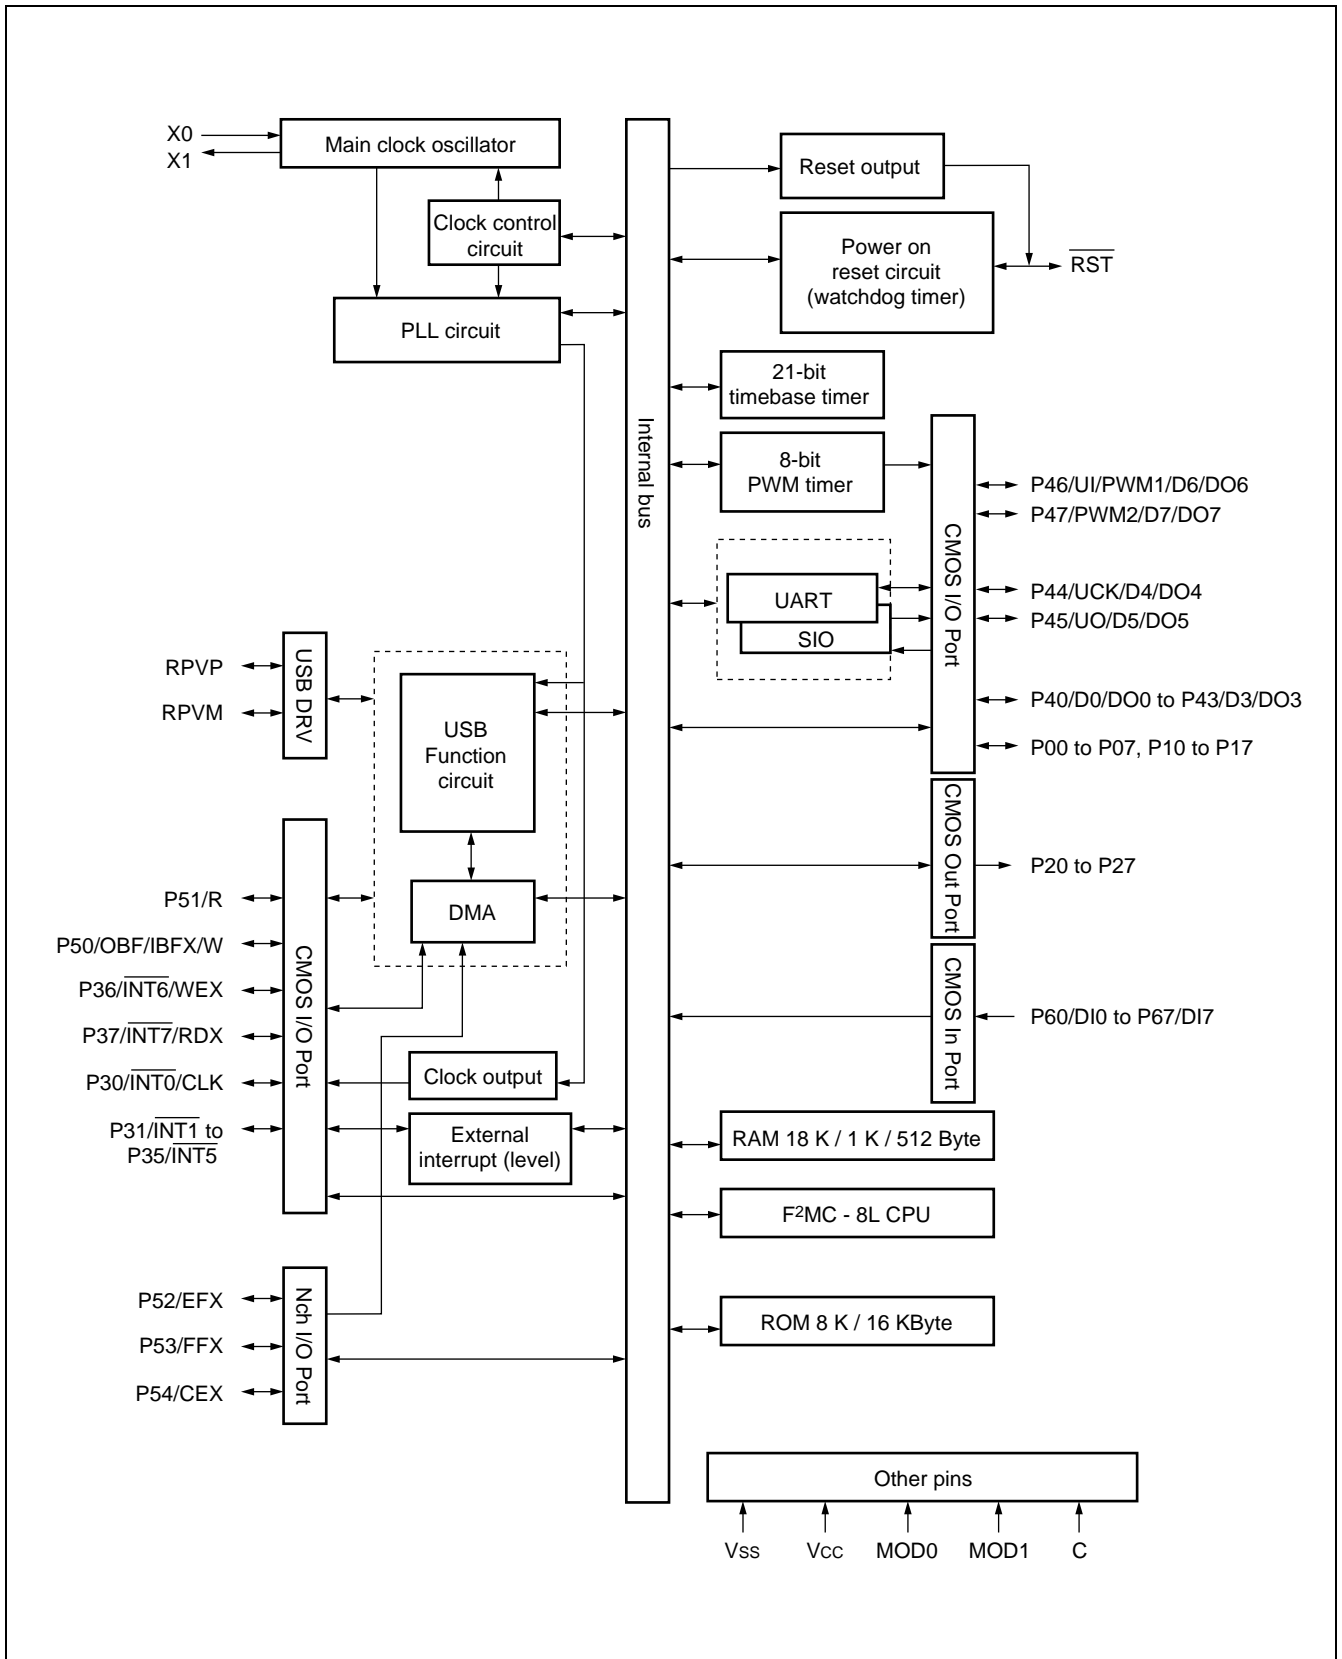 X0
X1
Main clock oscillator
Clock control
circuit
PLL circuit
Internal bus
Reset output
Power on
reset circuit
(watchdog timer)
RST
21-bit
timebase timer
8-bit
PWM timer
UART
SIO
CMOS I/O Port
P46/UI/PWM1/D6/DO6
P47/PWM2/D7/DO7
P44/UCK/D4/DO4
P45/UO/D5/DO5
P40/D0/DO0 to P43/D3/DO3
P00 to P07, P10 to P17
CMOS Out Port
P20 to P27
CMOS In Port
P60/DI0 to P67/DI7
RPVP
RPVM
USB DRV
USB
Function
circuit
DMA
P51/R
P50/OBF/IBFX/W
P36/INT6/WEX
P37/INT7/RDX
P30/INT0/CLK
P31/INT1 to
P35/INT5
CMOS I/O Port
Clock output
External
interrupt (level)
P52/EFX
P53/FFX
P54/CEX
Nch I/O Port
RAM 18 K / 1 K / 512 Byte
F²MC - 8L CPU
ROM 8 K / 16 KByte
Other pins
Vss
Vcc
MOD0
MOD1
C